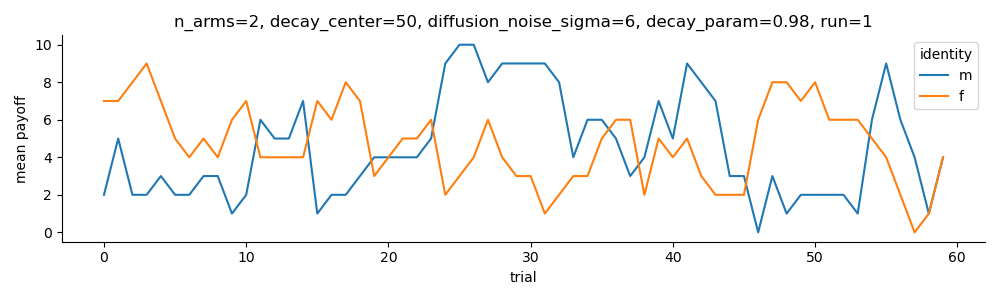 n_arms=2, decay_center=50, diffusion_noise_sigma=6, decay_param=0.98, run=1
identity
m
f
mean payoff
10
8
6
4
2
0
0 10 20 30 40 50 60
trial